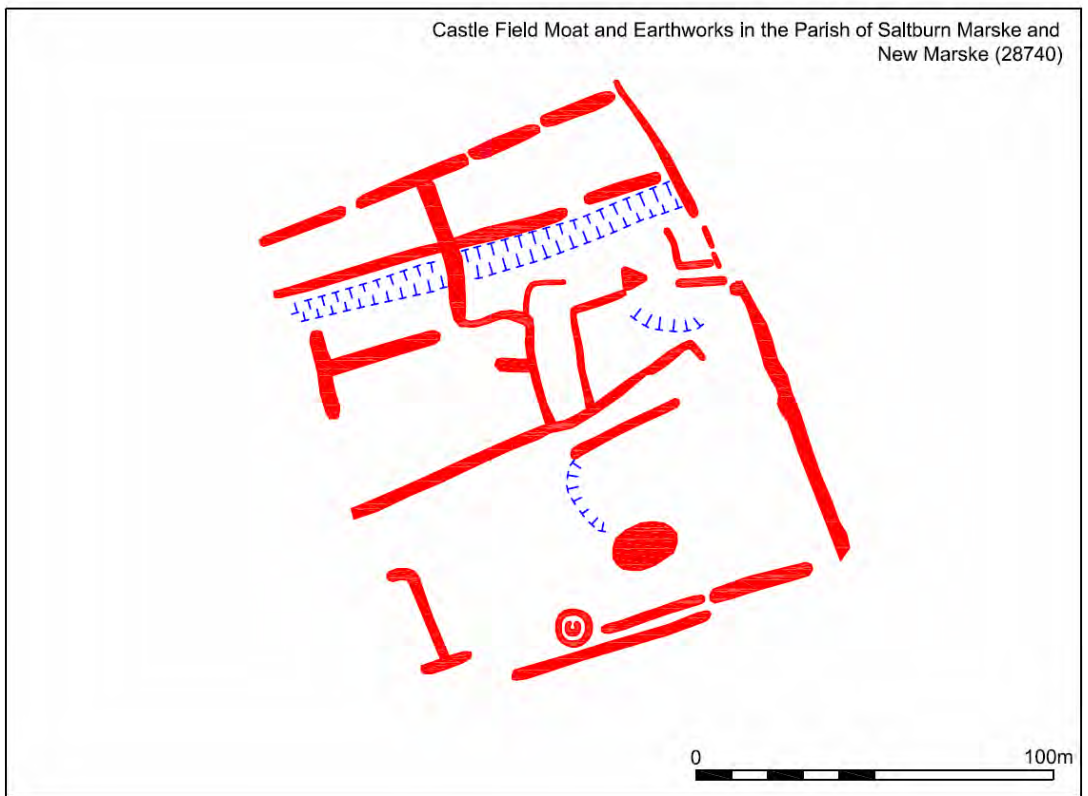 Castle Field Moat and Earthworks in the Parish of Saltburn Marske and
New Marske (28740)
0 100m